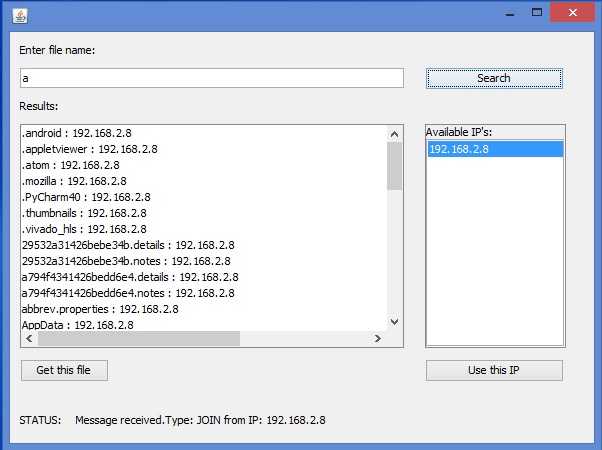 Enter file name:
a
Search
Results:
.android : 192.168.2.8
.appletviewer : 192.168.2.8
.atom : 192.168.2.8
.mozilla : 192.168.2.8
.PyCharm40 : 192.168.2.8
.thumbnails : 192.168.2.8
.vivado_hls : 192.168.2.8
29532a31426bebe34b.details : 192.168.2.8
29532a31426bebe34b.notes : 192.168.2.8
a794f4341426bedd6e4.details : 192.168.2.8
a794f4341426bedd6e4.notes : 192.168.2.8
abbrev.properties : 192.168.2.8
AppData : 192.168.2.8
Available IP's:
192.168.2.8
Get this file
Use this IP
STATUS: Message received.Type: JOIN from IP: 192.168.2.8